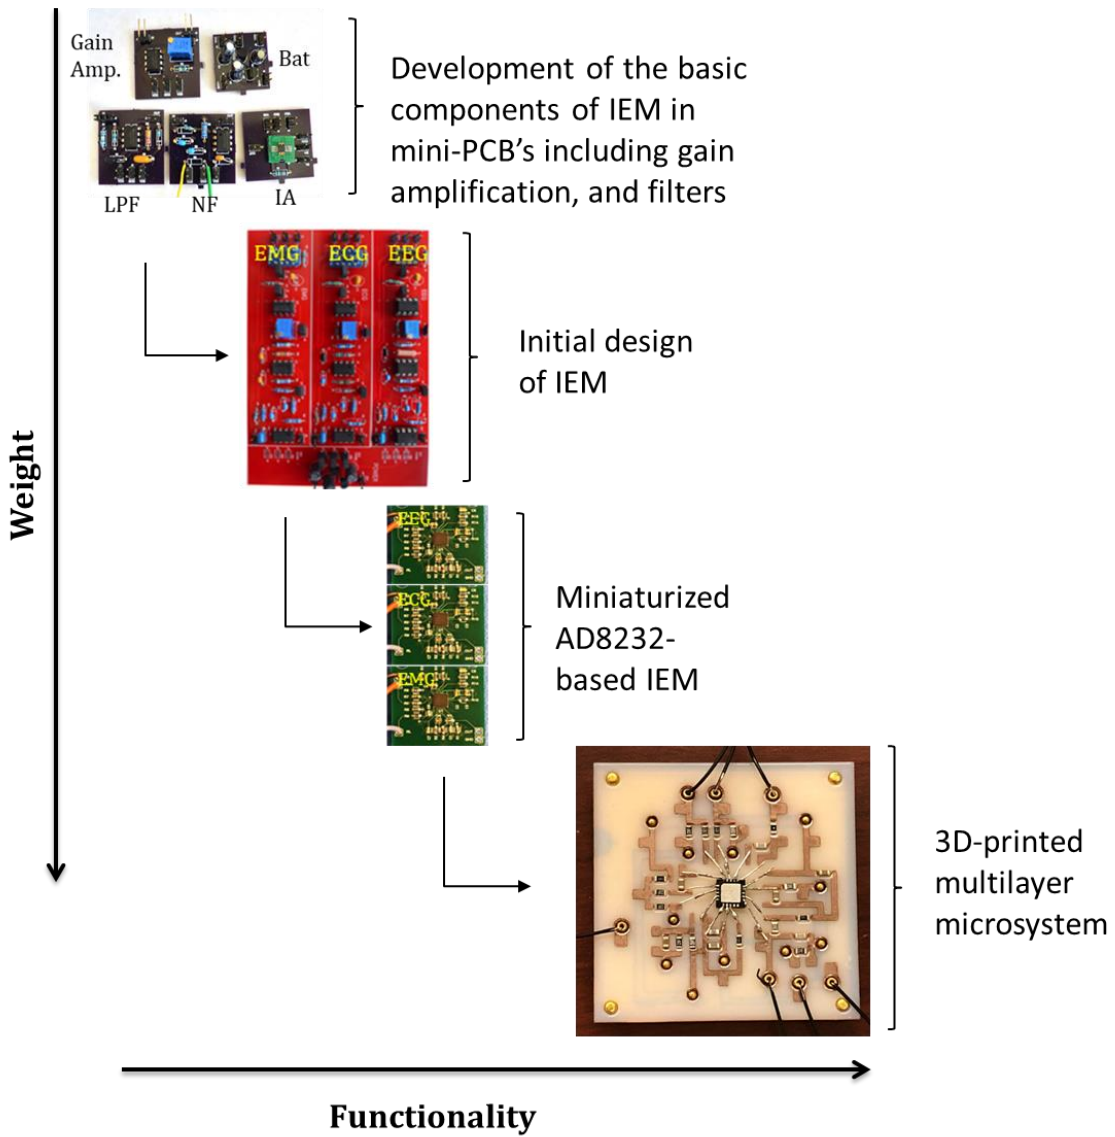 Gain
Amp.
Bat
LPF
NF
IA
Development of the basic
components of IEM in
mini-PCB’s including gain
amplification, and filters
EMG
ECG
EEG
Initial design
of IEM
EEG
ECG
EMG
Miniaturized
AD8232-
based IEM
3D-printed
multilayer
microsystem
Weight
Functionality